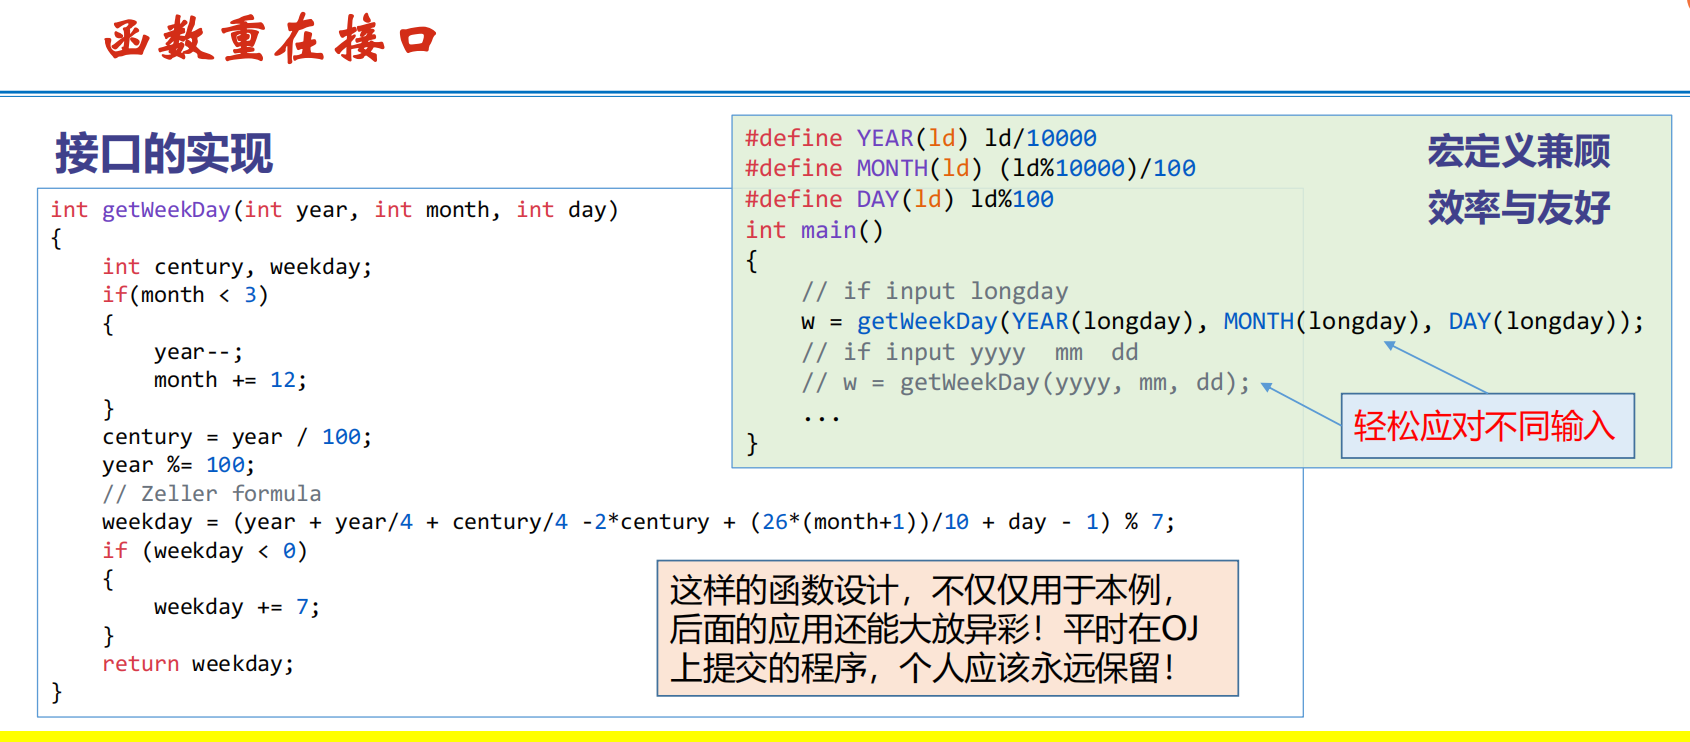 函数重在接口
接口的实现
int getWeekDay(int year, int month, int day)
{
    int century, weekday;
    if(month < 3)
    {
        year--;
        month += 12;
    }
    century = year / 100;
    year %= 100;
    // Zeller formula
    weekday = (year + year/4 + century/4 -2*century + (26*(month+1))/10 + day - 1) % 7;
    if (weekday < 0)
    {
        weekday += 7;
    }
    return weekday;
}
#define YEAR(ld) ld/10000
#define MONTH(ld) (ld%10000)/100
#define DAY(ld) ld%100
int main()
{
    // if input longday
    w = getWeekDay(YEAR(longday), MONTH(longday), DAY(longday));
    // if input yyyy  mm  dd
    // w = getWeekDay(yyyy, mm, dd);
    ...
}
宏定义兼顾
效率与友好
轻松应对不同输入
这样的函数设计，不仅仅用于本例，
后面的应用还能大放异彩！平时在OJ
上提交的程序，个人应该永远保留！